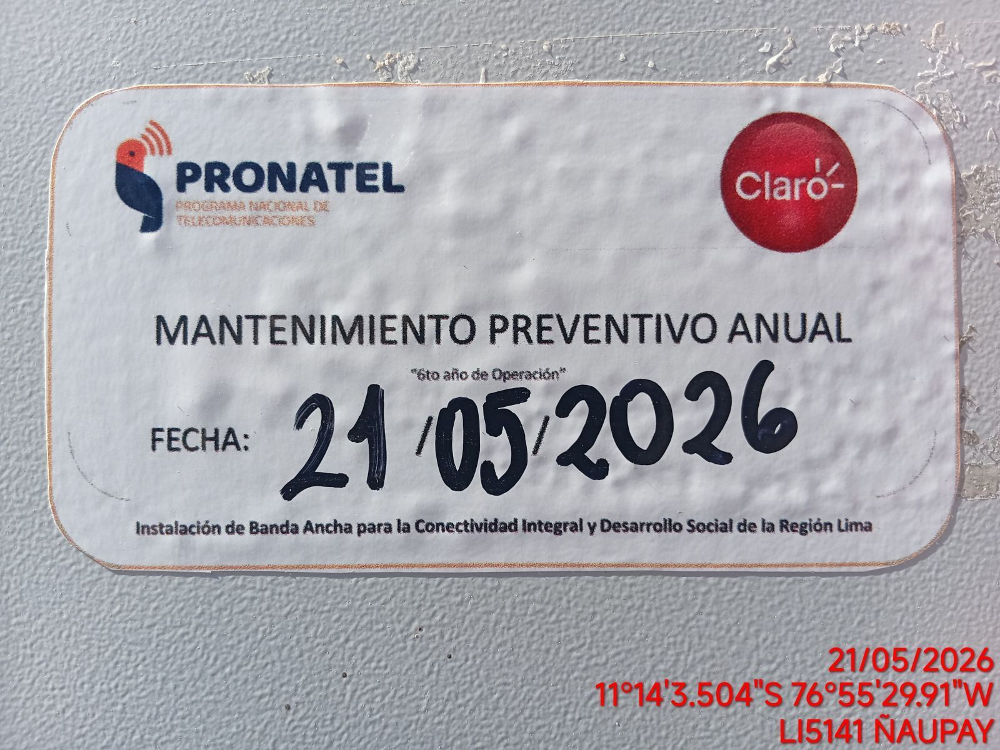 PRONATEL
PROGRAMA NACIONAL DE
TELECOMUNICACIONES
Claro
MANTENIMIENTO PREVENTIVO ANUAL
"6to año de Operación"
FECHA: 21/05/2026
Instalación de Banda Ancha para la Conectividad Integral y Desarrollo Social de la Región Lima
21/05/2026
11°14'3.504"S 76°55'29.91"W
LI5141 ÑAUPAY